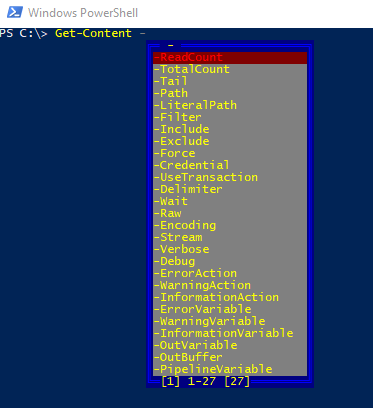 Windows PowerShell
PS C:\> Get-Content -
-
-ReadCount
-TotalCount
-Tail
-Path
-LiteralPath
-Filter
-Include
-Exclude
-Force
-Credential
-UseTransaction
-Delimiter
-Wait
-Raw
-Encoding
-Stream
-Verbose
-Debug
-ErrorAction
-WarningAction
-InformationAction
-ErrorVariable
-WarningVariable
-InformationVariable
-OutVariable
-OutBuffer
-PipelineVariable
[1] 1-27 [27]